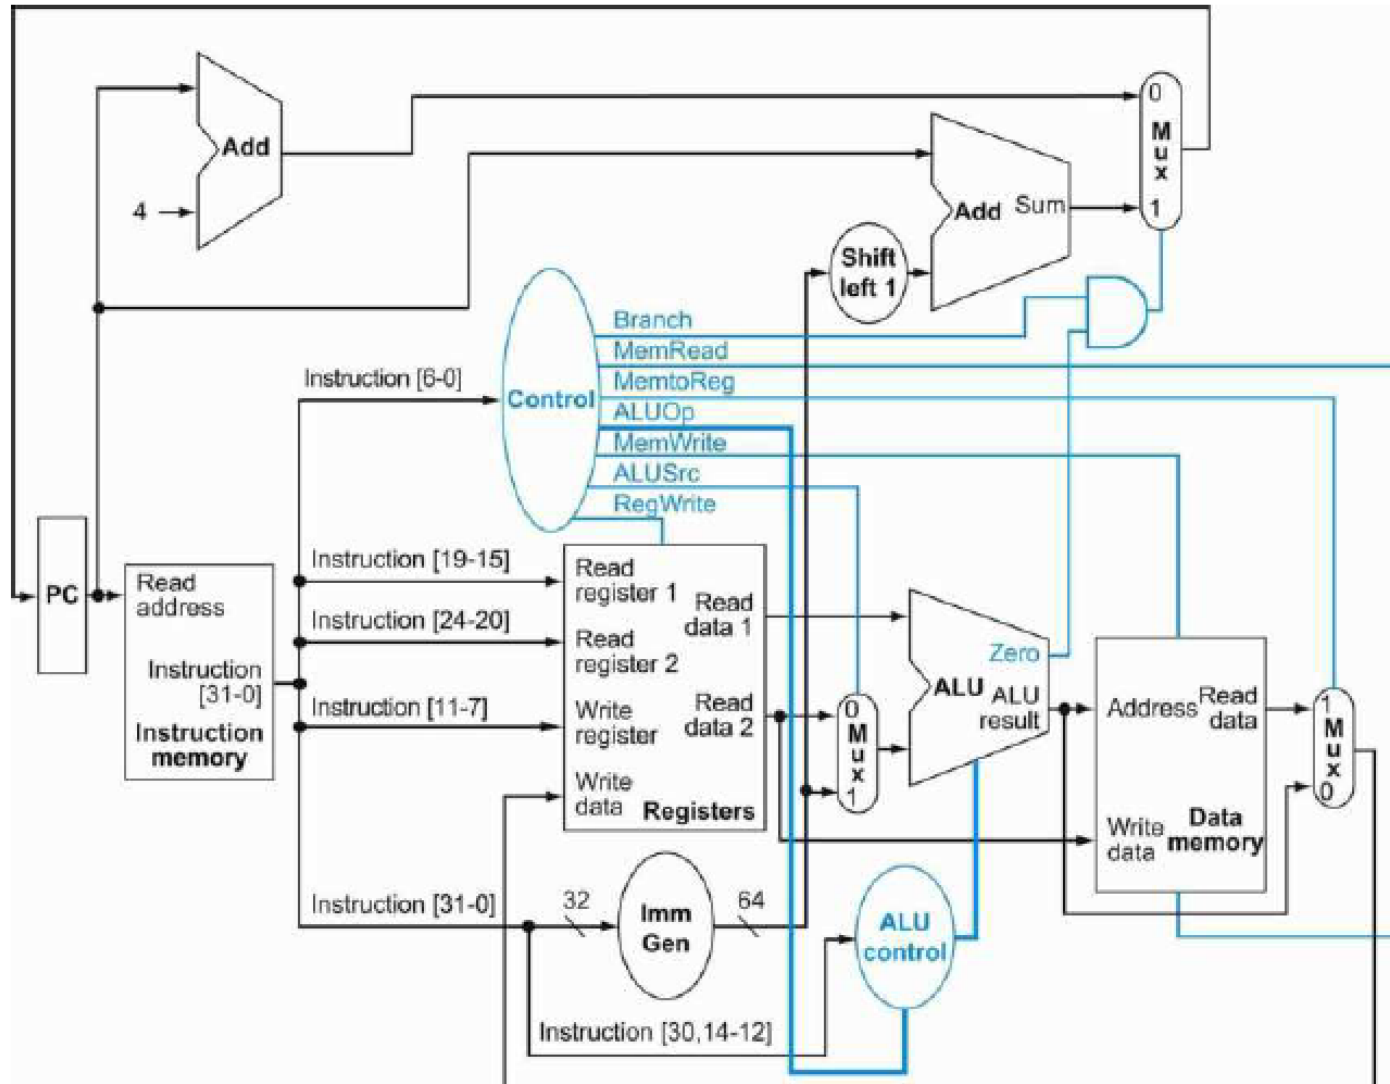 0
M
u
x
1
Add
4
Add
Sum
Shift
left 1
Branch
MemRead
MemtoReg
ALUOp
MemWrite
ALUSrc
RegWrite
Control
Instruction [6-0]
PC
Read
address
Instruction
[31-0]
Instruction
memory
Instruction [19-15]
Instruction [24-20]
Instruction [11-7]
Instruction [31-0]
Read
register 1
Read
register 2
Write
register
Write
data
Read
data 1
Read
data 2
Registers
0
M
u
x
1
Zero
ALU
ALU
result
Address
Read
data
Write
data
Data
memory
1
M
u
x
0
32
Imm
Gen
64
ALU
control
Instruction [30,14-12]